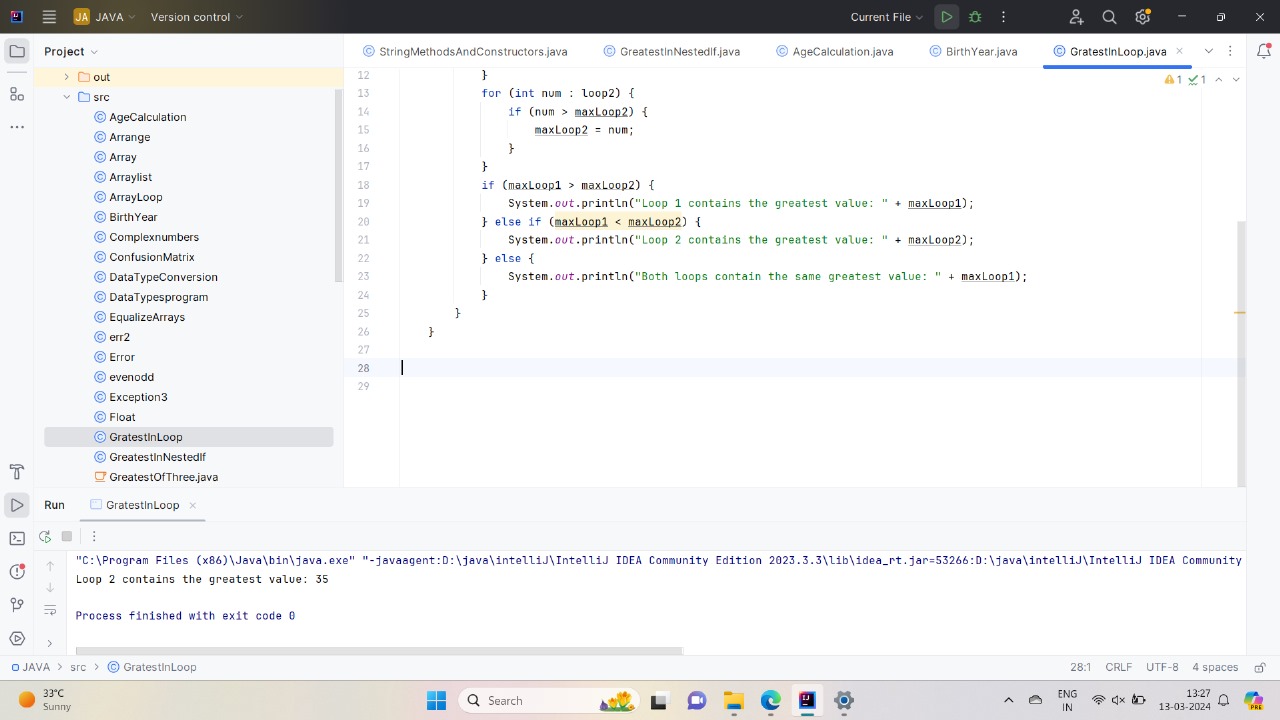 JA JAVA Version control Current File
Project
StringMethodsAndConstructors.java GreatestInNestedIf.java AgeCalculation.java BirthYear.java GratestInLoop.java
out
src
AgeCalculation
Arrange
Array
Arraylist
ArrayLoop
BirthYear
Complexnumbers
ConfusionMatrix
DataTypeConversion
DataTypesprogram
EqualizeArrays
err2
Error
evenodd
Exception3
Float
GratestInLoop
GreatestInNestedIf
GreatestOfThree.java
1 1
12 }
13 for (int num : loop2) {
14 if (num > maxLoop2) {
15 maxLoop2 = num;
16 }
17 }
18 if (maxLoop1 > maxLoop2) {
19 System.out.println("Loop 1 contains the greatest value: " + maxLoop1);
20 } else if (maxLoop1 < maxLoop2) {
21 System.out.println("Loop 2 contains the greatest value: " + maxLoop2);
22 } else {
23 System.out.println("Both loops contain the same greatest value: " + maxLoop1);
24 }
25 }
26 }
27
28
29
Run GratestInLoop
"C:\Program Files (x86)\Java\bin\java.exe" "-javaagent:D:\java\intelliJ\IntelliJ IDEA Community Edition 2023.3.3\lib\idea_rt.jar=53266:D:\java\intelliJ\IntelliJ IDEA Community
Loop 2 contains the greatest value: 35
Process finished with exit code 0
JAVA > src > GratestInLoop 28:1 CRLF UTF-8 4 spaces
33°C
Sunny
Search
ENG
IN
13:27
13-03-2024
PRE